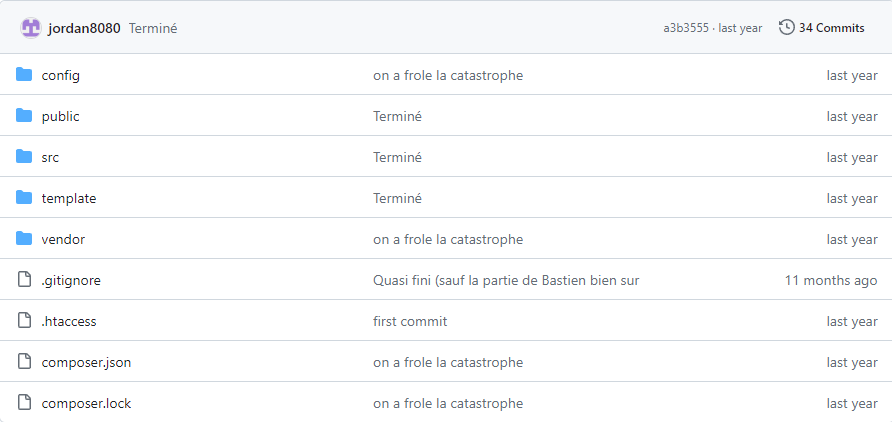 jordan8080 Terminé a3b3555 · last year 34 Commits
config on a frole la catastrophe last year
public Terminé last year
src Terminé last year
template Terminé last year
vendor on a frole la catastrophe last year
.gitignore Quasi fini (sauf la partie de Bastien bien sur 11 months ago
.htaccess first commit last year
composer.json on a frole la catastrophe last year
composer.lock on a frole la catastrophe last year